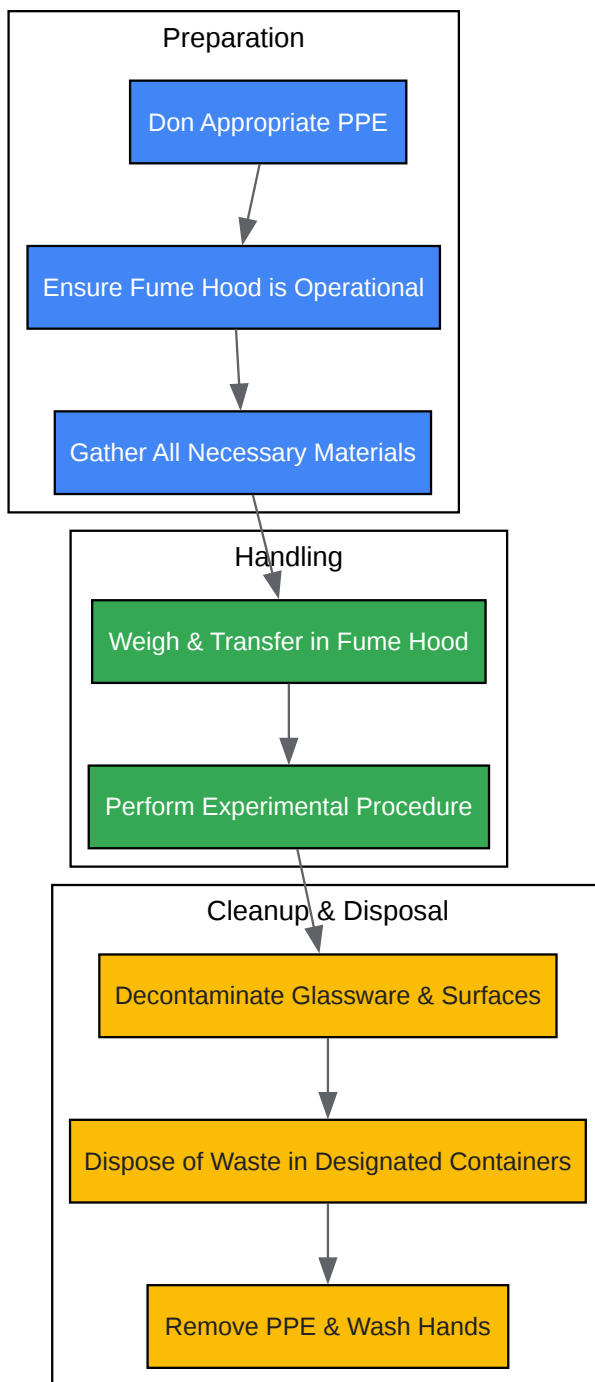 Preparation
Don Appropriate PPE
Ensure Fume Hood is Operational
Gather All Necessary Materials
Handling
Weigh & Transfer in Fume Hood
Perform Experimental Procedure
Cleanup & Disposal
Decontaminate Glassware & Surfaces
Dispose of Waste in Designated Containers
Remove PPE & Wash Hands